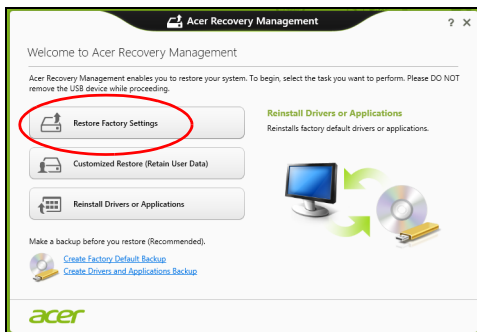 Acer Recovery Management
? X
Welcome to Acer Recovery Management
Acer Recovery Management enables you to restore your system. To begin, select the task you want to perform. Please DO NOT
remove the USB device while proceeding.
Restore Factory Settings
Customized Restore (Retain User Data)
Reinstall Drivers or Applications
Reinstall Drivers or Applications
Reinstalls factory default drivers or applications.
Make a backup before you restore (Recommended).
Create Factory Default Backup
Create Drivers and Applications Backup
acer